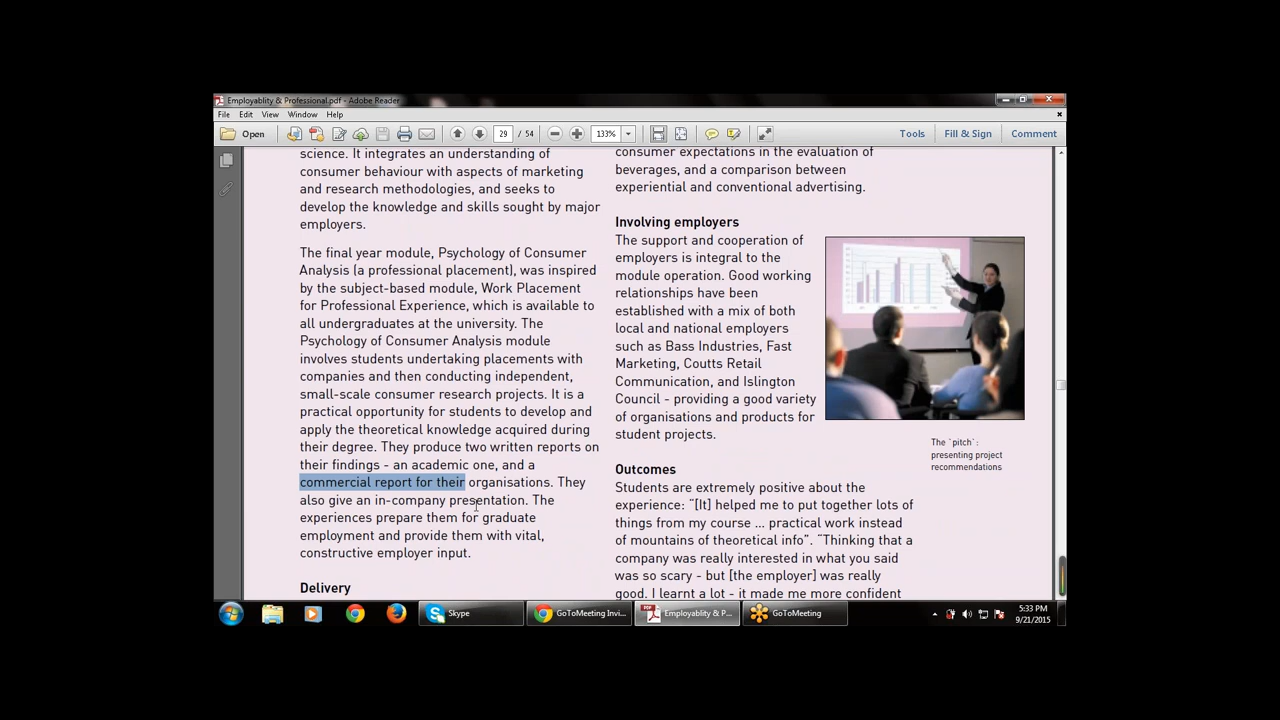 Employablity & Professional.pdf - Adobe Reader
File Edit View Window Help
Open 29 / 54 133% Tools Fill & Sign Comment
science. It integrates an understanding of
consumer behaviour with aspects of marketing
and research methodologies, and seeks to
develop the knowledge and skills sought by major
employers.
The final year module, Psychology of Consumer
Analysis (a professional placement), was inspired
by the subject-based module, Work Placement
for Professional Experience, which is available to
all undergraduates at the university. The
Psychology of Consumer Analysis module
involves students undertaking placements with
companies and then conducting independent,
small-scale consumer research projects. It is a
practical opportunity for students to develop and
apply the theoretical knowledge acquired during
their degree. They produce two written reports on
their findings - an academic one, and a
commercial report for their organisations. They
also give an in-company presentation. The
experiences prepare them for graduate
employment and provide them with vital,
constructive employer input.
Delivery
consumer expectations in the evaluation of
beverages, and a comparison between
experiential and conventional advertising.
Involving employers
The support and cooperation of
employers is integral to the
module operation. Good working
relationships have been
established with a mix of both
local and national employers
such as Bass Industries, Fast
Marketing, Coutts Retail
Communication, and Islington
Council - providing a good variety
of organisations and products for
student projects.
The `pitch`:
presenting project
recommendations
Outcomes
Students are extremely positive about the
experience: “[It] helped me to put together lots of
things from my course ... practical work instead
of mountains of theoretical info”. “Thinking that a
company was really interested in what you said
was so scary - but [the employer] was really
good. I learnt a lot - it made me more confident
Skype GoToMeeting Invi... Employablity & P... GoToMeeting
5:33 PM
9/21/2015